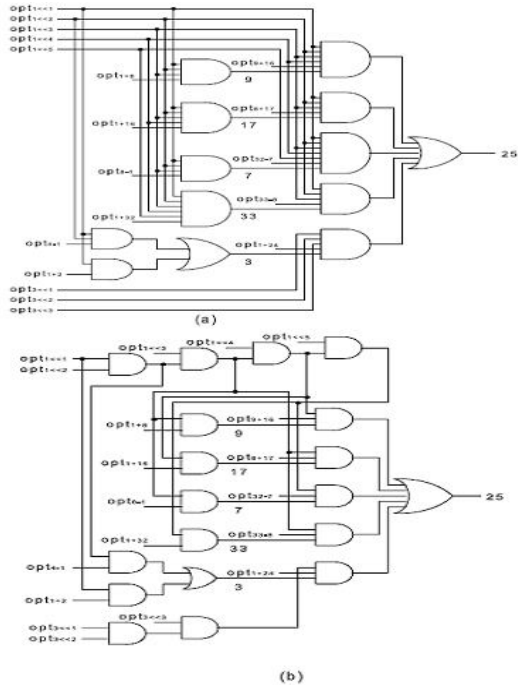 opt1<<1
opt1<<2
opt1<<3
opt1<<4
opt1<<5
opt1+8
9
opt9+16
opt1+16
17
opt8+17
opt8-1
7
opt32-7
opt1+32
33
opt33-8
opt4-1
opt1+2
3
opt1+24
opt3<<1
opt3<<2
opt3<<3
25
(a)
opt1<<1
opt1<<2
opt1<<3
opt1<<4
opt1<<5
opt1+8
9
opt9+16
opt1+16
17
opt8+17
7
opt32-7
opt1+32
33
opt33-8
opt4-1
opt1+2
3
opt1+24
opt3<<3
opt3<<1
opt3<<2
25
(b)